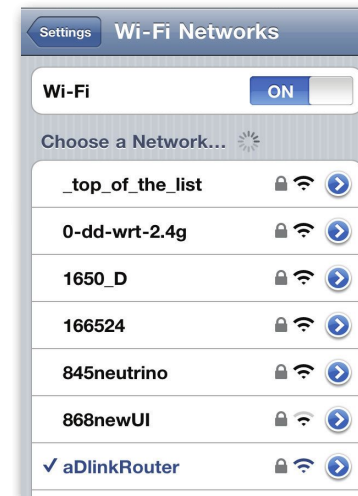 Settings Wi-Fi Networks
Wi-Fi ON
Choose a Network...
_top_of_the_list
0-dd-wrt-2.4g
1650_D
166524
845neutrino
868newUI
✓ aDlinkRouter